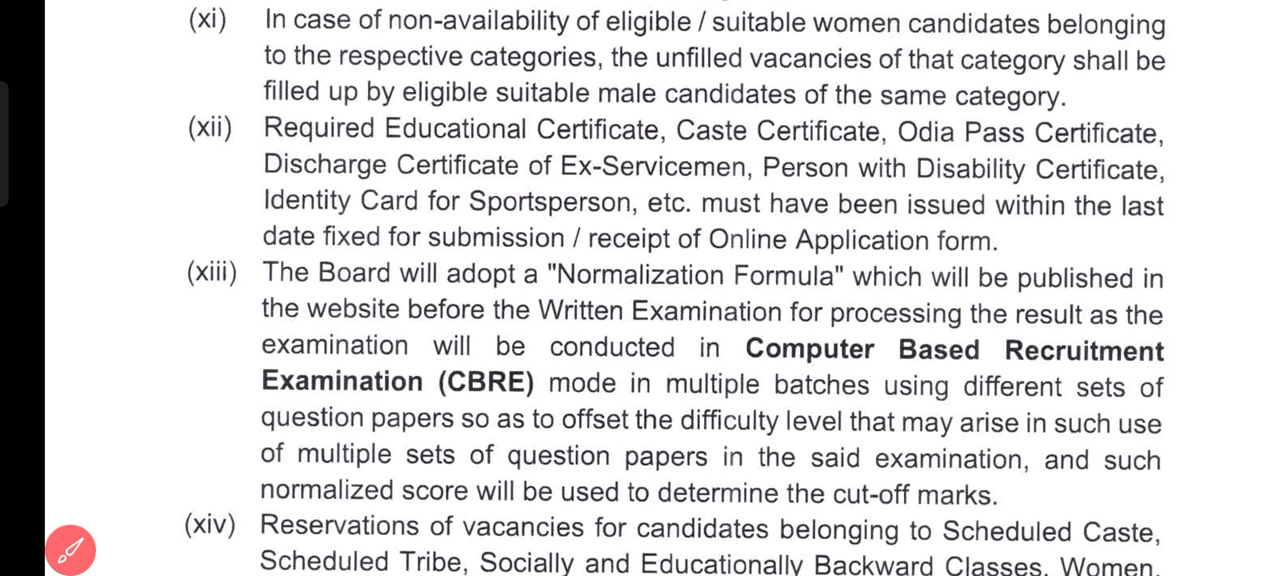 (xi) In case of non-availability of eligible / suitable women candidates belonging
to the respective categories, the unfilled vacancies of that category shall be
filled up by eligible suitable male candidates of the same category.
(xii) Required Educational Certificate, Caste Certificate, Odia Pass Certificate,
Discharge Certificate of Ex-Servicemen, Person with Disability Certificate,
Identity Card for Sportsperson, etc. must have been issued within the last
date fixed for submission / receipt of Online Application form.
(xiii) The Board will adopt a "Normalization Formula" which will be published in
the website before the Written Examination for processing the result as the
examination will be conducted in Computer Based Recruitment
Examination (CBRE) mode in multiple batches using different sets of
question papers so as to offset the difficulty level that may arise in such use
of multiple sets of question papers in the said examination, and such
normalized score will be used to determine the cut-off marks.
(xiv) Reservations of vacancies for candidates belonging to Scheduled Caste,
Scheduled Tribe, Socially and Educationally Backward Classes, Women,